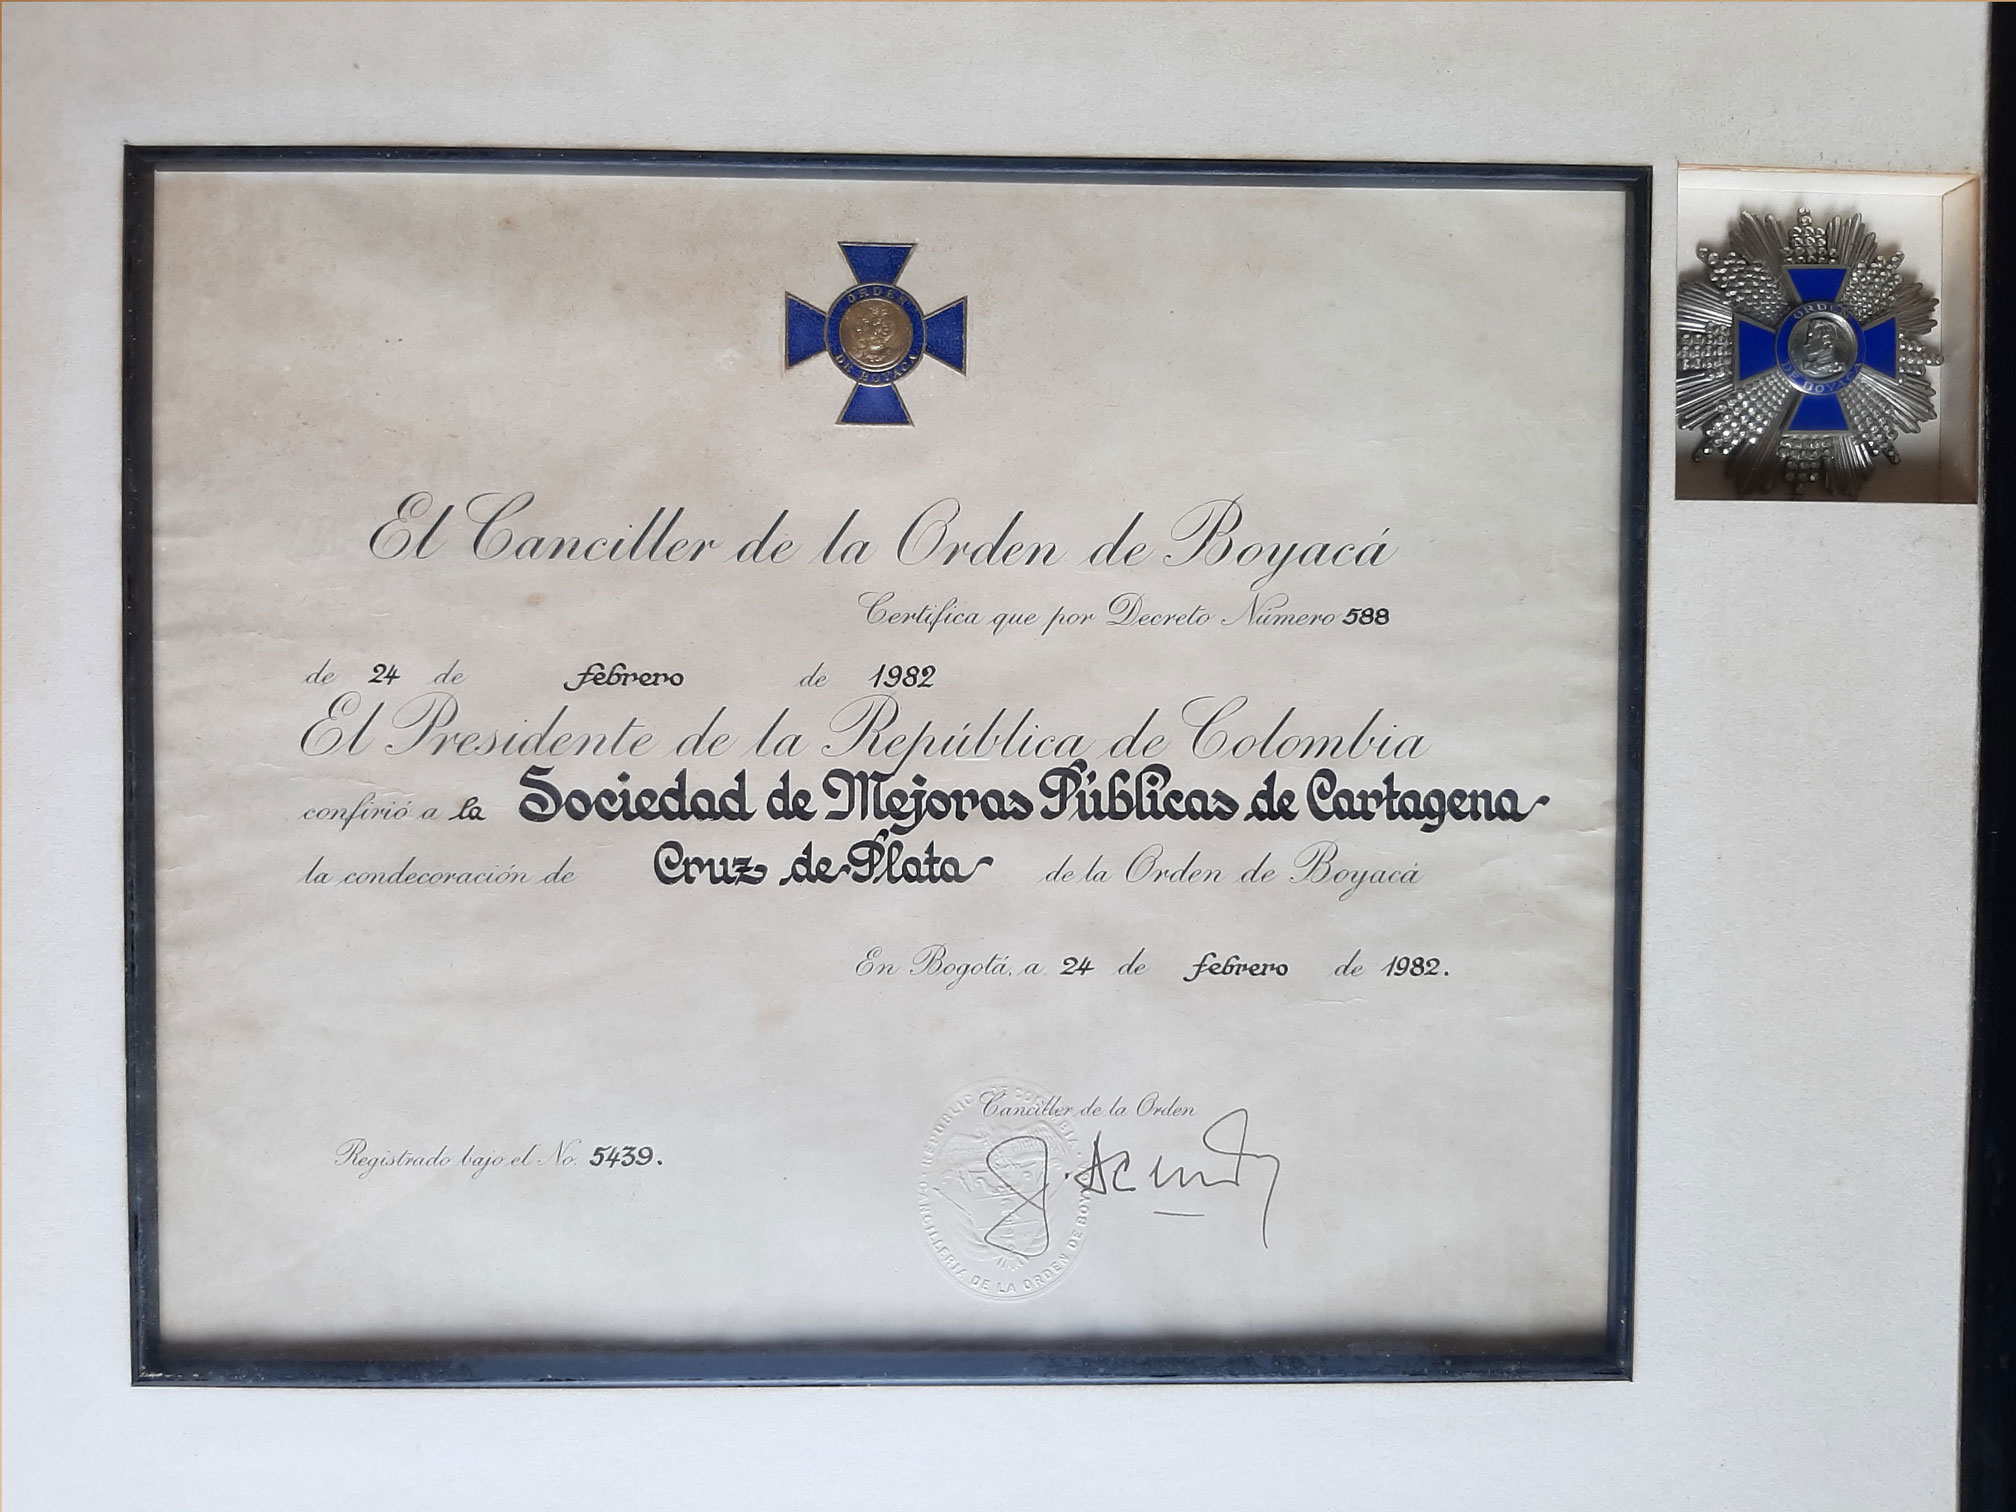 ORDEN
DE BOYACA
ORDEN
DE BOYACA
El Canciller de la Orden de Boyacá
Certifica que por Decreto Número 588
de 24 de febrero de 1982
El Presidente de la República de Colombia
confirió a la Sociedad de Mejoras Públicas de Cartagena
la condecoración de Cruz de Plata de la Orden de Boyacá
En Bogotá, a 24 de febrero de 1982.
Canciller de la Orden
Registrado bajo el No. 5439.
REPUBLICA DE COLOMBIA
CANCILLERIA DE LA ORDEN DE BOYACA